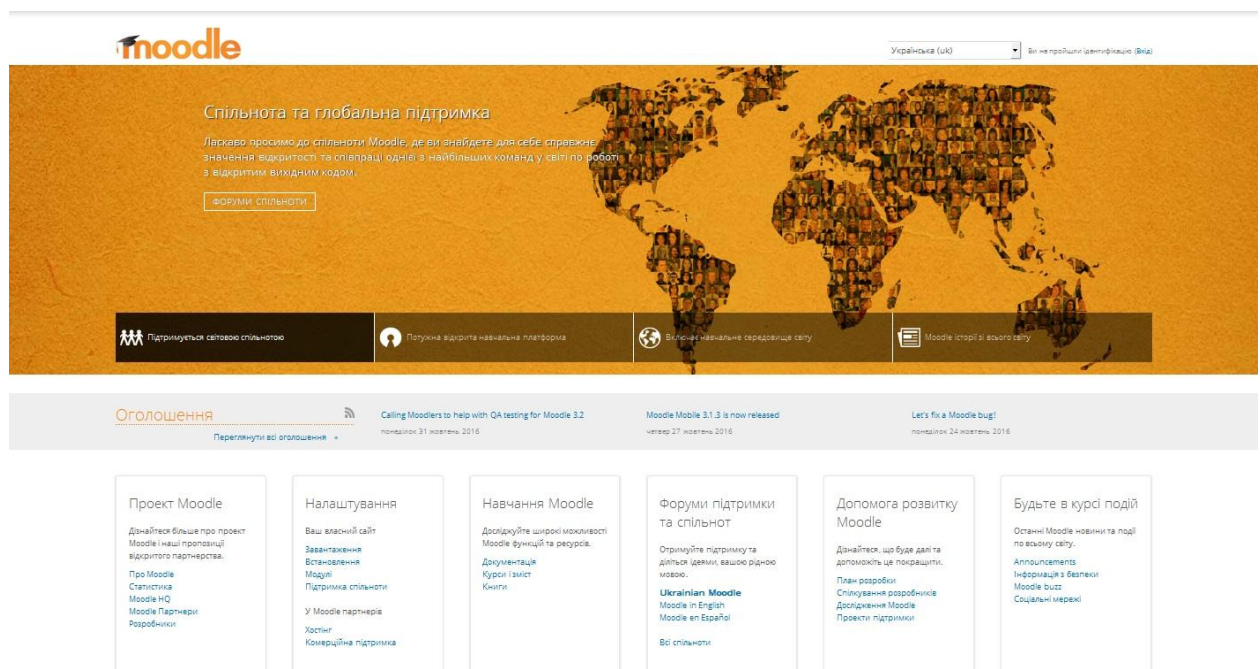 moodle
Українська (uk)
Ви не пройшли ідентифікацію (Вхід)
Спільнота та глобальна підтримка
Ласкаво просимо до спільноти Moodle, де ви знайдете для себе справжнє
значення відкритості та співпраці однієї з найбільших команд у світі по роботі
з відкритим вихідним кодом.
ФОРУМИ СПІЛЬНОТИ
Підтримується світовою спільнотою
Потужна відкрита навчальна платформа
Включає навчальне середовище світу
Moodle історії зі всього світу
Оголошення
Переглянути всі оголошення
Calling Moodlers to help with QA testing for Moodle 3.2
понеділок 31 жовтень 2016
Moodle Mobile 3.1.3 is now released
четвер 27 жовтень 2016
Let's fix a Moodle bug!
понеділок 24 жовтень 2016
Проект Moodle
Дізнайтеся більше про проект
Moodle і наші пропозиції
відкритого партнерства.
Про Moodle
Статистика
Moodle HQ
Moodle Партнери
Розробники
Налаштування
Ваш власний сайт
Завантаження
Встановлення
Модулі
Підтримка спільноти
У Moodle партнерів
Хостінг
Комерційна підтримка
Навчання Moodle
Досліджуйте широкі можливості
Moodle функцій та ресурсів.
Документація
Курси і зміст
Книги
Форуми підтримки
та спільнот
Отримуйте підтримку та
діліться ідеями, вашою рідною
мовою.
Ukrainian Moodle
Moodle in English
Moodle en Español
Всі спільноти
Допомога розвитку
Moodle
Дізнайтеся, що буде далі та
допоможіть це покращити.
План розробки
Спілкування розробників
Дослідження Moodle
Проекти підтримки
Будьте в курсі подій
Останні Moodle новини та події
по всьому світу.
Announcements
Інформація з безпеки
Moodle buzz
Соціальні мережі